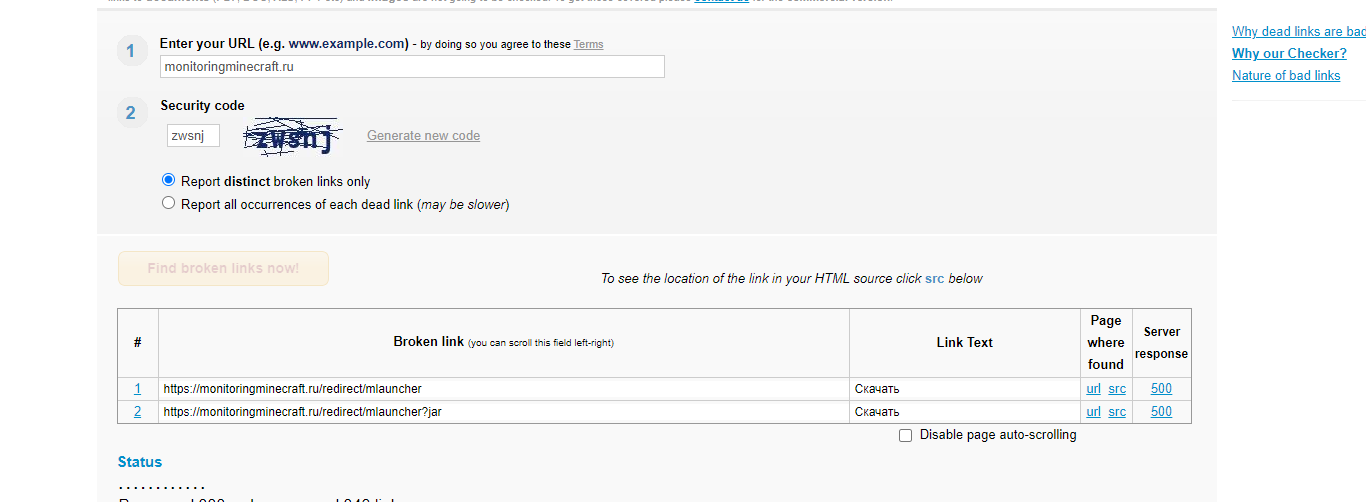 Enter your URL (e.g. www.example.com) - by doing so you agree to these Terms
1
monitoringminecraft.ru
Why dead links are bad
Why our Checker?
Nature of bad links
2
Security code
zwsnj
zwsnj
Generate new code
Report distinct broken links only
Report all occurrences of each dead link (may be slower)
Find broken links now!
To see the location of the link in your HTML source click src below
# Broken link (you can scroll this field left-right) Link Text Page where found Server response
1 https://monitoringminecraft.ru/redirect/mlauncher Скачать url src 500
2 https://monitoringminecraft.ru/redirect/mlauncher?jar Скачать url src 500
Disable page auto-scrolling
Status
. . . . . . . . . . . .